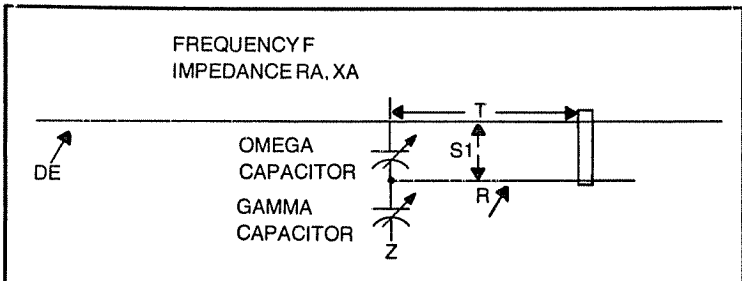 FREQUENCY F
IMPEDANCE RA, XA
T
OMEGA
CAPACITOR
S1
DE
R
GAMMA
CAPACITOR
Z